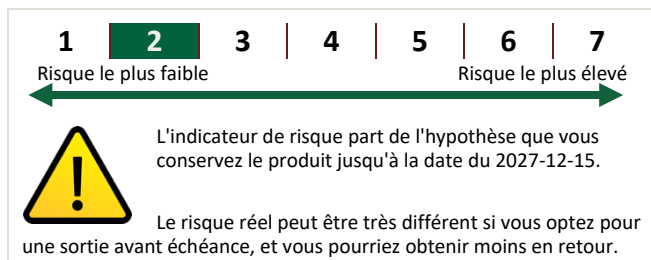 1 2 3 4 5 6 7
Risque le plus faible Risque le plus élevé
L'indicateur de risque part de l'hypothèse que vous
conservez le produit jusqu'à la date du 2027-12-15.
Le risque réel peut être très différent si vous optez pour
une sortie avant échéance, et vous pourriez obtenir moins en retour.